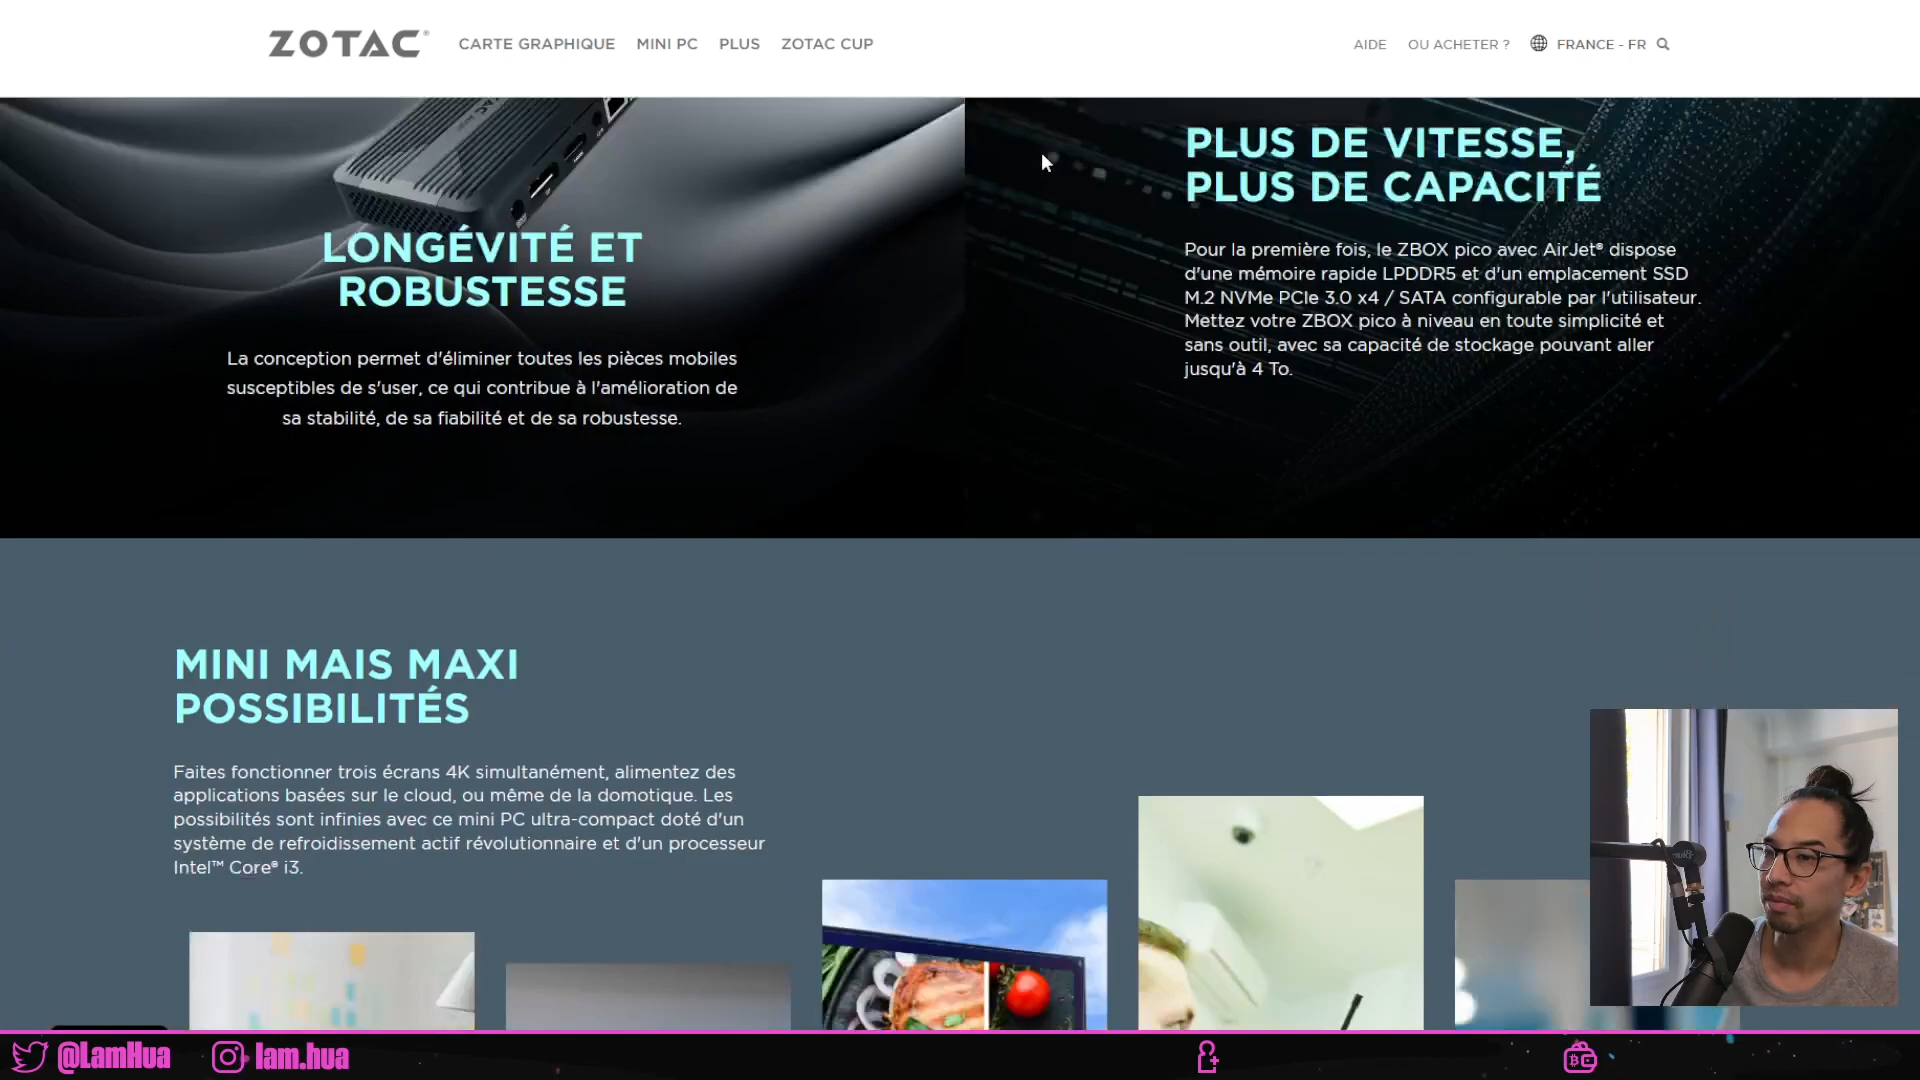 ZOTAC®
CARTE GRAPHIQUE
MINI PC
PLUS
ZOTAC CUP
AIDE
OU ACHETER ?
FRANCE - FR
LONGÉVITÉ ET
ROBUSTESSE
La conception permet d'éliminer toutes les pièces mobiles
susceptibles de s'user, ce qui contribue à l'amélioration de
sa stabilité, de sa fiabilité et de sa robustesse.
PLUS DE VITESSE,
PLUS DE CAPACITÉ
Pour la première fois, le ZBOX pico avec AirJet® dispose
d'une mémoire rapide LPDDR5 et d'un emplacement SSD
M.2 NVMe PCIe 3.0 x4 / SATA configurable par l'utilisateur.
Mettez votre ZBOX pico à niveau en toute simplicité et
sans outil, avec sa capacité de stockage pouvant aller
jusqu'à 4 To.
MINI MAIS MAXI
POSSIBILITÉS
Faites fonctionner trois écrans 4K simultanément, alimentez des
applications basées sur le cloud, ou même de la domotique. Les
possibilités sont infinies avec ce mini PC ultra-compact doté d'un
système de refroidissement actif révolutionnaire et d'un processeur
Intel™ Core® i3.
@LamHua
lam.hua